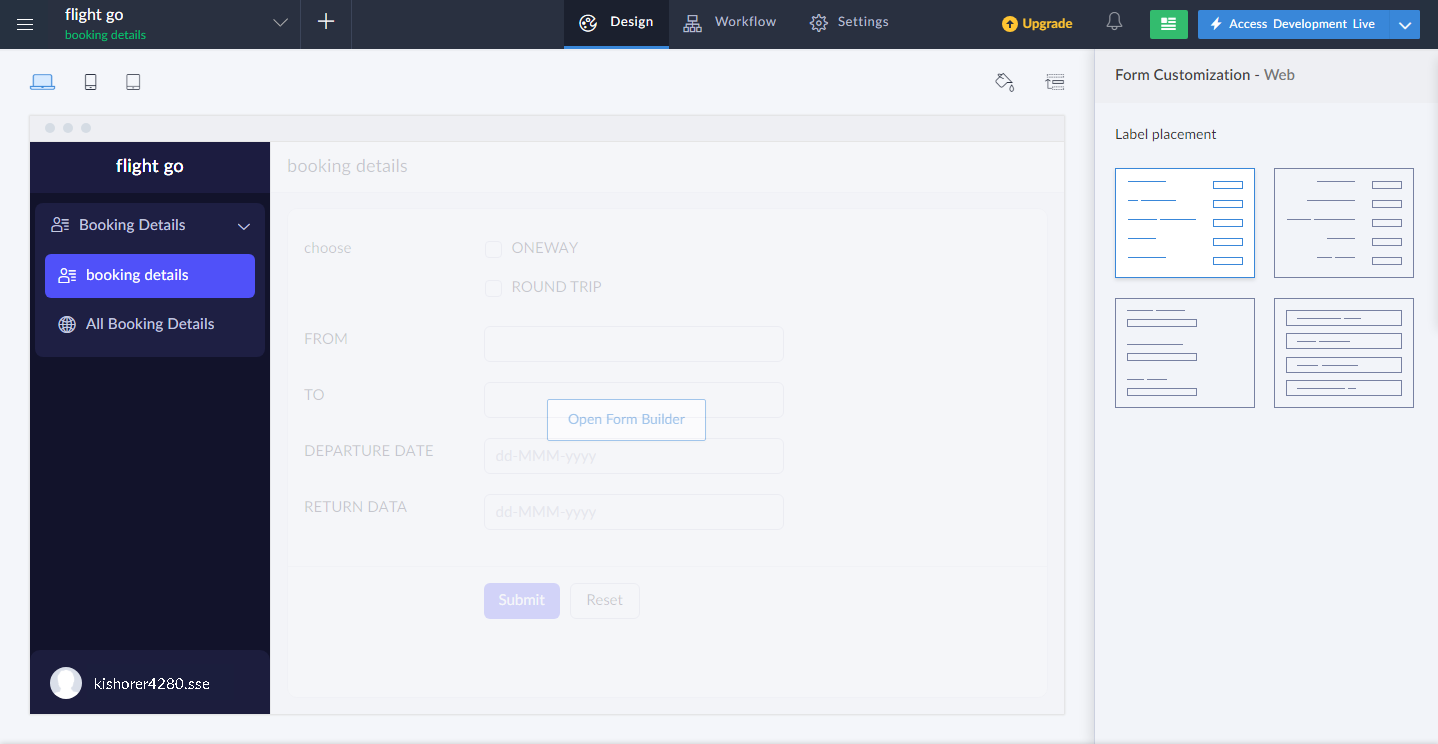 flight go
booking details
Design
Workflow
Settings
Upgrade
Access Development Live
Form Customization - Web
Label placement
flight go
Booking Details
booking details
All Booking Details
kishorer4280.sse
booking details
choose
ONEWAY
ROUND TRIP
FROM
TO
Open Form Builder
DEPARTURE DATE
dd-MMM-yyyy
RETURN DATA
dd-MMM-yyyy
Submit
Reset